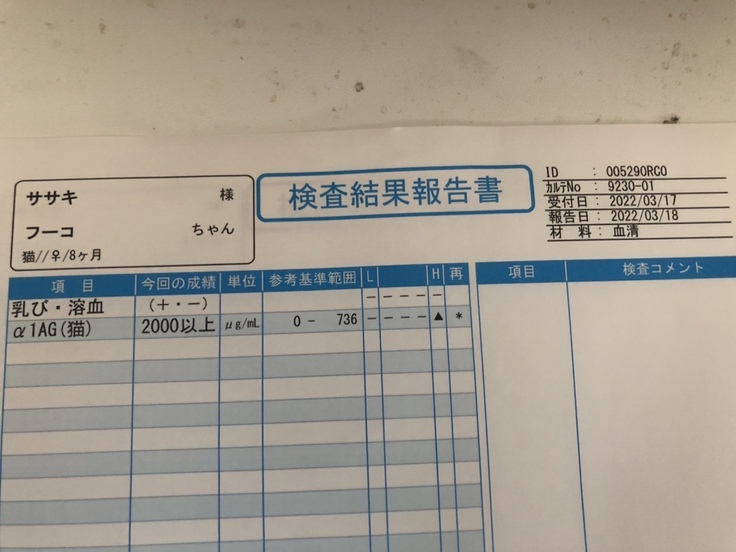 検査結果報告書
ササキ 様
フーコ ちゃん
猫//♀/8ヶ月
ID : 005290RCO
ｶﾙﾃNo : 9230-01
受付日 : 2022/03/17
報告日 : 2022/03/18
材 料 : 血清
項 目 今回の成績 単位 参考基準範囲 L H 再 項目 検査コメント
乳び・溶血 (+・-) - - - - -
α1AG(猫) 2000以上 μg/mL 0 - 736 - - - - ▲ *